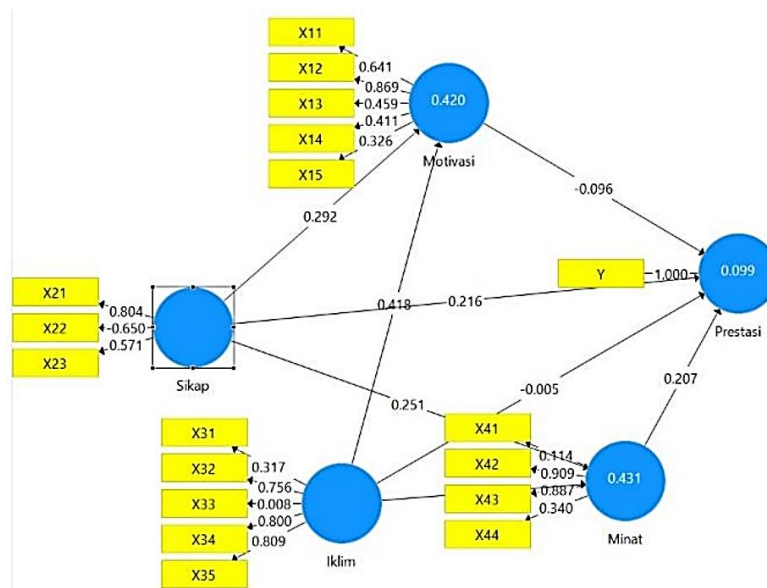 X11
X12
X13
X14
X15
0.641
0.869
0.459
0.411
0.326
0.420
Motivasi
-0.096
0.292
0.418
0.216
Y
1.000
0.099
Prestasi
X21
X22
X23
0.804
-0.650
0.571
Sikap
0.251
-0.005
0.207
X31
X32
X33
X34
X35
0.317
0.756
0.008
0.800
0.809
Iklim
X41
X42
X43
X44
0.114
0.909
0.887
0.340
0.431
Minat